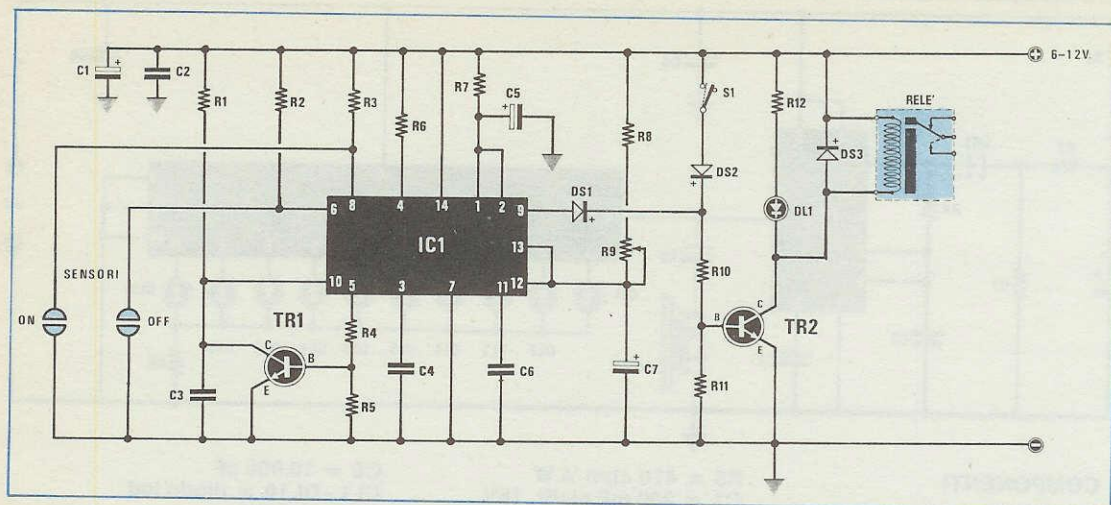 C1 +
C2
R1
R2
R3
R6
R7
C5
+
R8
S1
R12
+ 6-12V.
RELE'
DS3
+
DS2
+
DL1
DS1
+
6
8
4
14
1
2
9
IC1
13
12
10
5
3
7
11
R9
R10
SENSORI
ON
OFF
TR1
C
B
E
R4
R5
C3
C4
C6
C7
+
R11
B
C
E
TR2
-
COMPONENTI